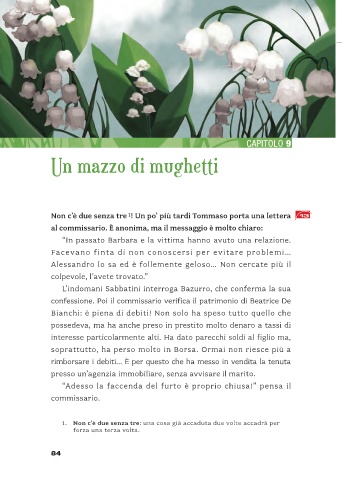 CAPITOLO 9
Un mazzo di mughetti
Non c'è due senza tre ¹! Un po' più tardi Tommaso porta una lettera
al commissario. È anonima, ma il messaggio è molto chiaro:
"In passato Barbara e la vittima hanno avuto una relazione.
Facevano finta di non conoscersi per evitare problemi...
Alessandro lo sa ed è follemente geloso... Non cercate più il
colpevole, l'avete trovato."
L'indomani Sabbatini interroga Bazurro, che conferma la sua
confessione. Poi il commissario verifica il patrimonio di Beatrice De
Bianchi: è piena di debiti! Non solo ha speso tutto quello che
possedeva, ma ha anche preso in prestito molto denaro a tassi di
interesse particolarmente alti. Ha dato parecchi soldi al figlio ma,
soprattutto, ha perso molto in Borsa. Ormai non riesce più a
rimborsare i debiti... È per questo che ha messo in vendita la tenuta
presso un'agenzia immobiliare, senza avvisare il marito.
"Adesso la faccenda del furto è proprio chiusa!" pensa il
commissario.
1. Non c'è due senza tre: una cosa già accaduta due volte accadrà per
forza una terza volta.
84